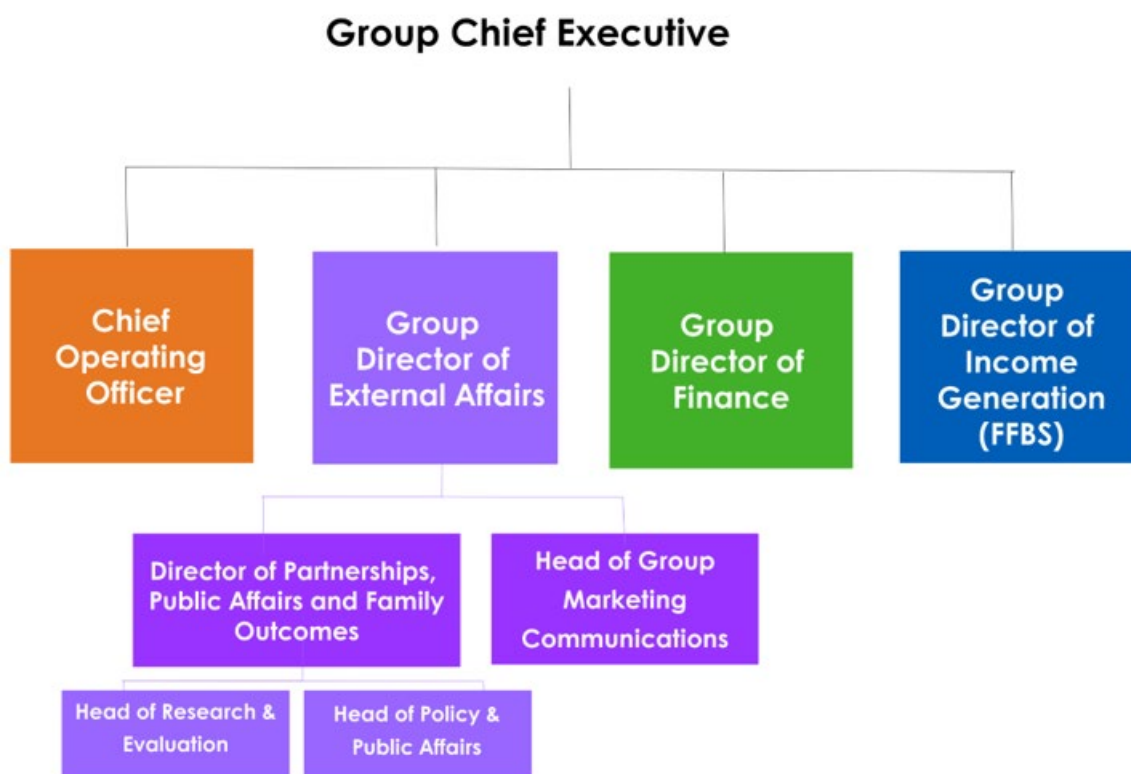 Group Chief Executive
Chief
Operating
Officer
Group
Director of
External Affairs
Group
Director of
Finance
Group
Director of
Income
Generation
(FFBS)
Director of Partnerships,
Public Affairs and Family
Outcomes
Head of Group
Marketing
Communications
Head of Research &
Evaluation
Head of Policy &
Public Affairs